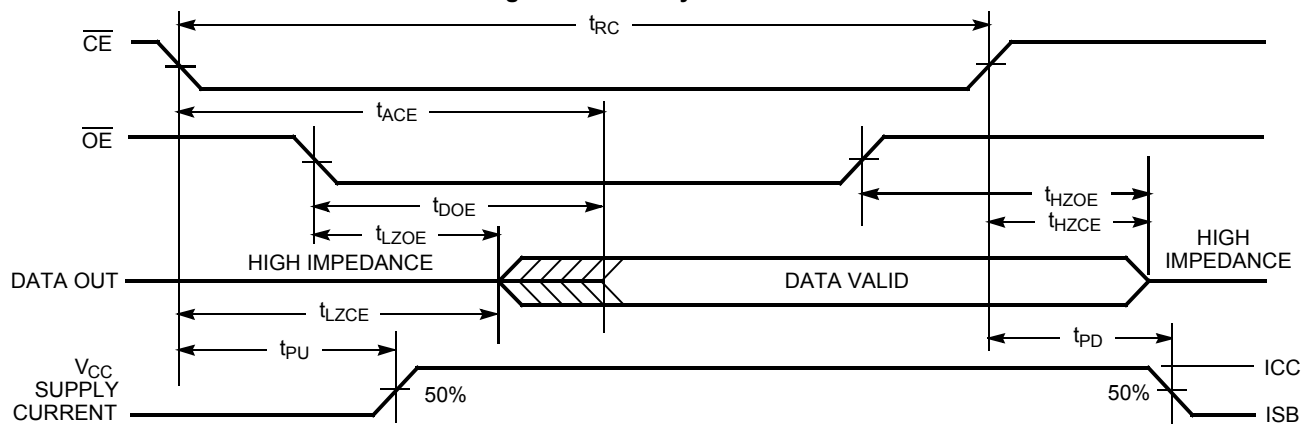 tRC
CE
tACE
OE
tDOE
tHZOE
tLZOE
tHZCE
HIGH IMPEDANCE
HIGH
IMPEDANCE
DATA OUT
DATA VALID
tLZCE
tPU
tPD
VCC
SUPPLY
CURRENT
50%
50%
ICC
ISB